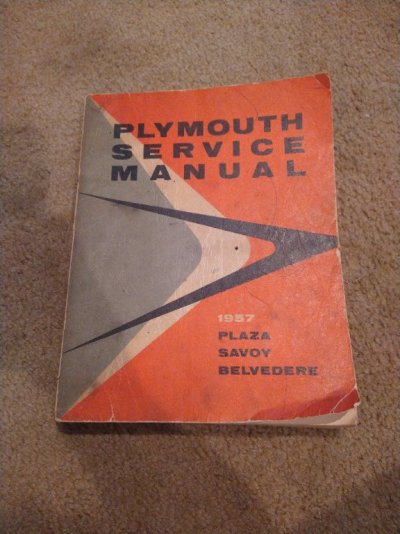 PLYMOUTH
SERVICE
MANUAL
1957
PLAZA
SAVOY
BELVEDERE